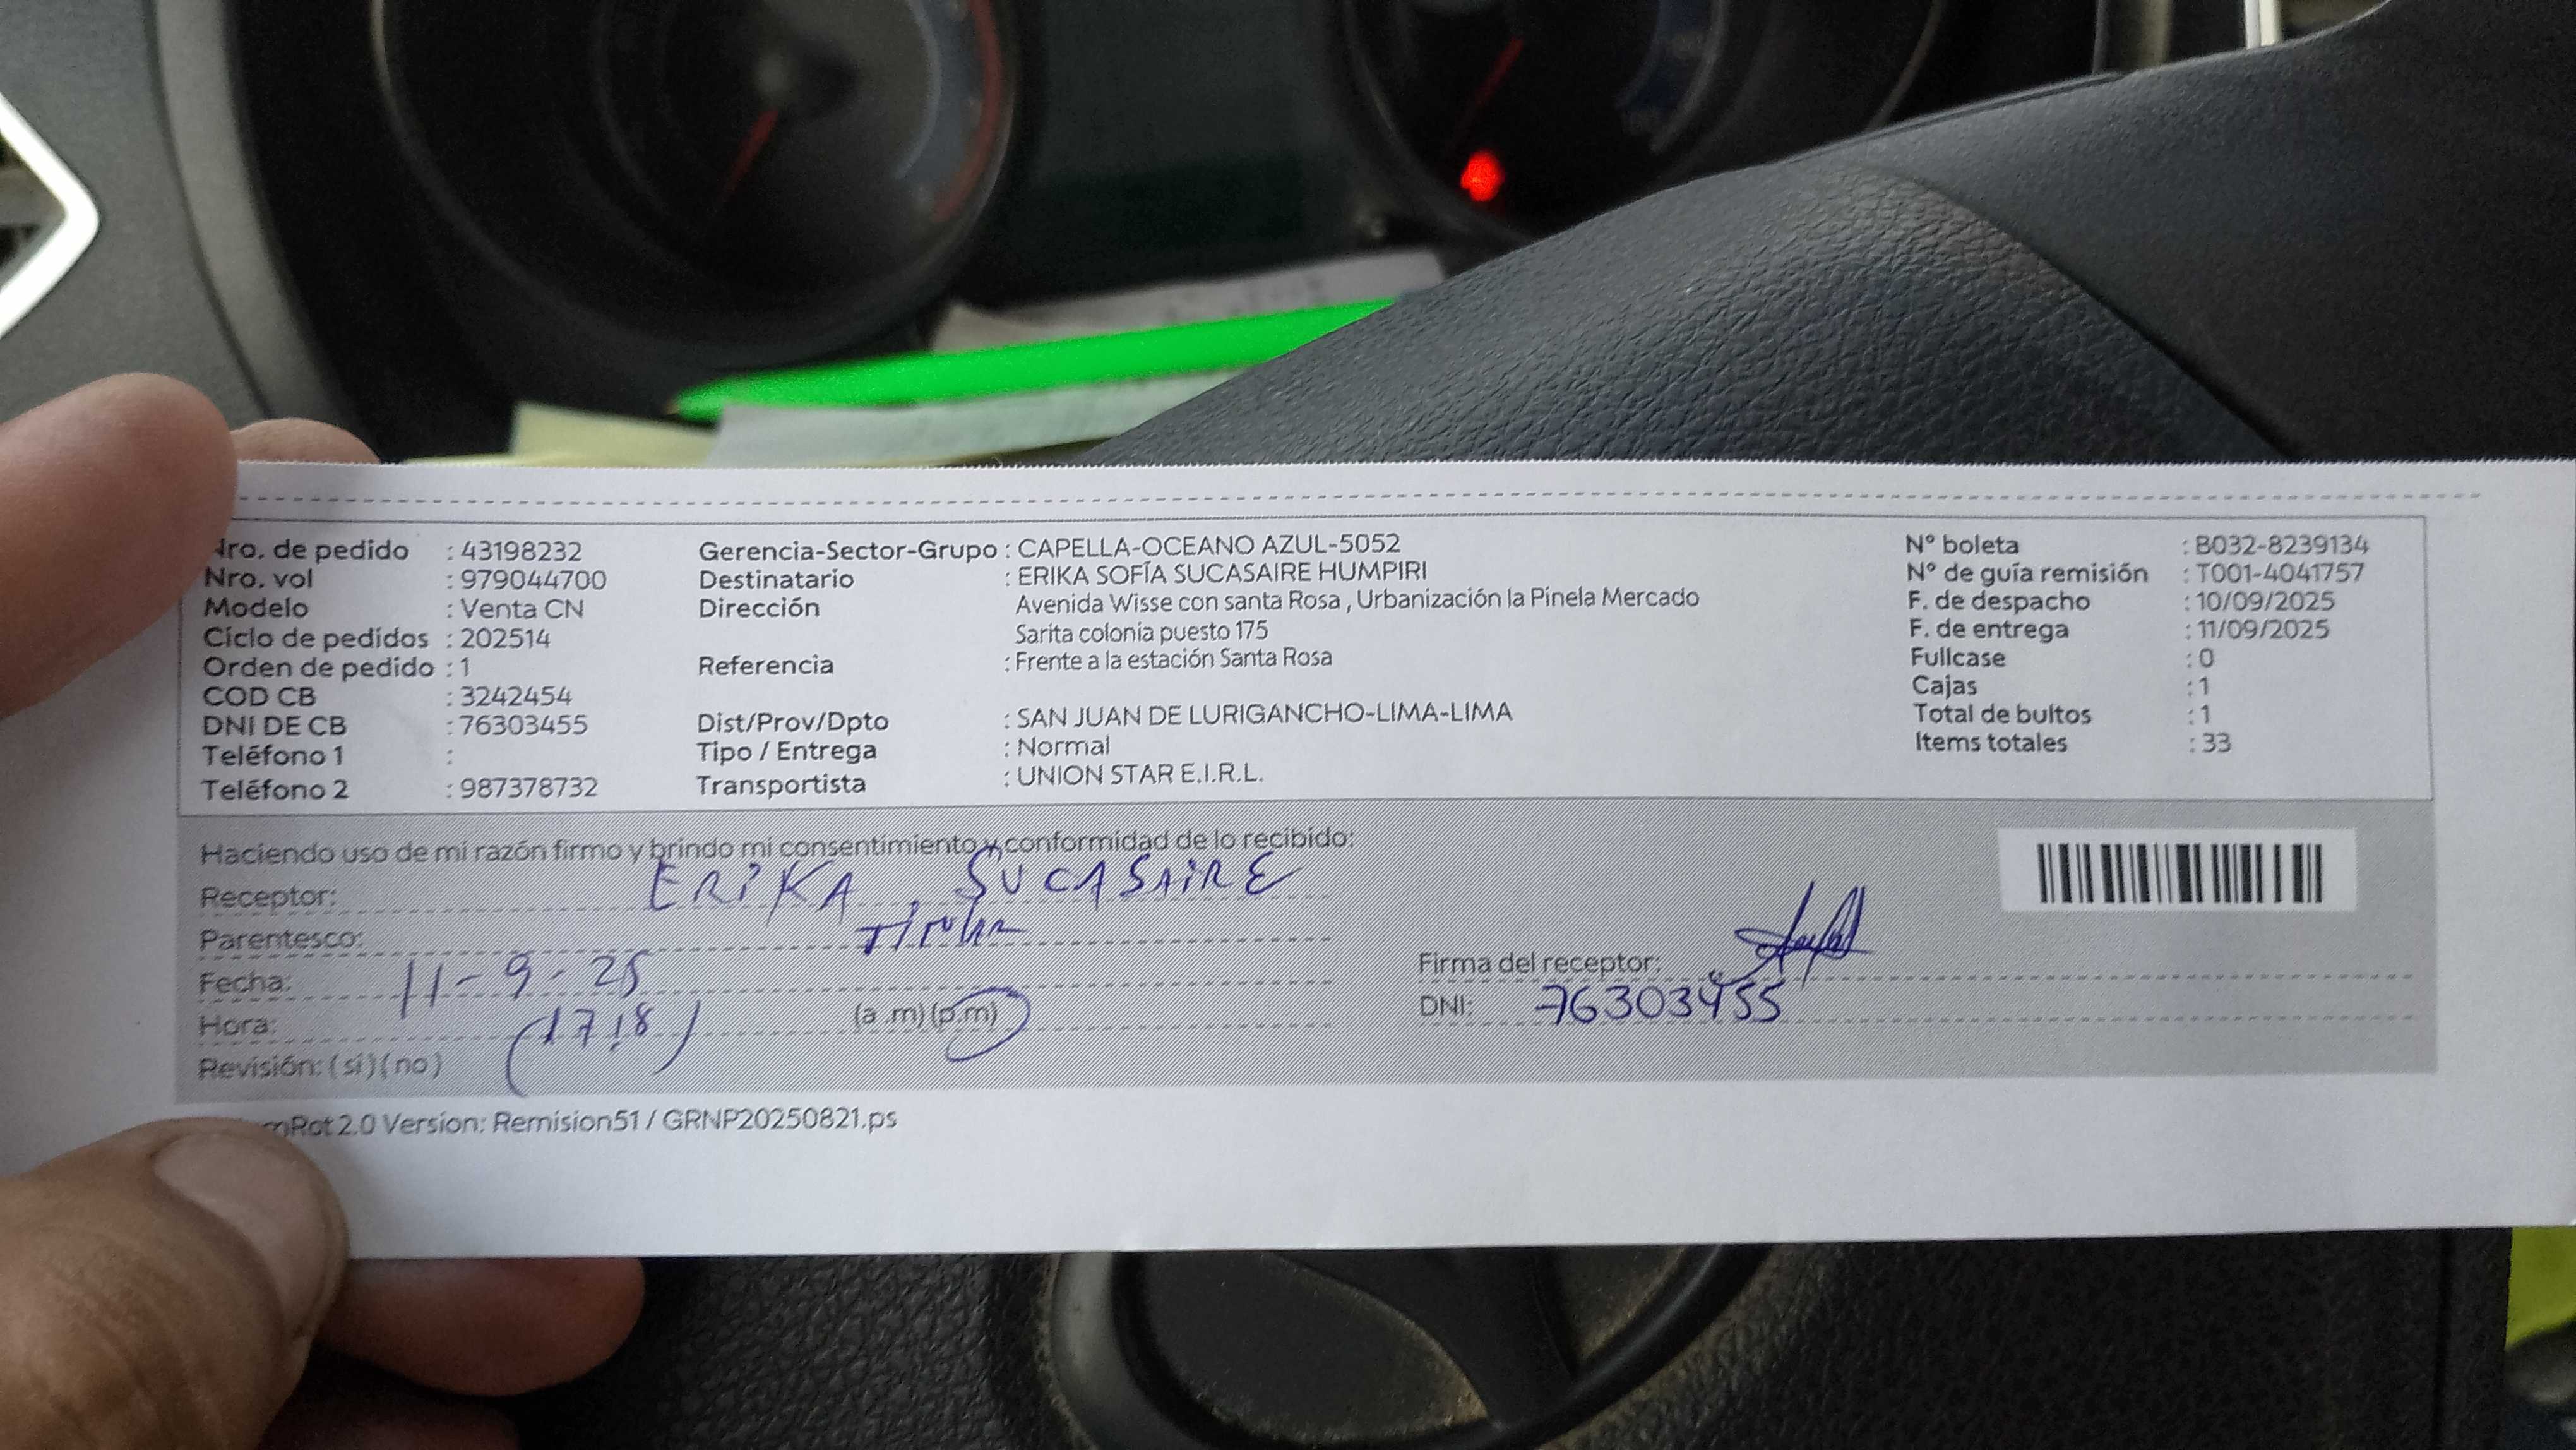 Nro. de pedido : 43198232
Nro. vol : 979044700
Modelo : Venta CN
Ciclo de pedidos : 202514
Orden de pedido : 1
COD CB : 3242454
DNI DE CB : 76303455
Teléfono 1 :
Teléfono 2 : 987378732
Gerencia-Sector-Grupo : CAPELLA-OCEANO AZUL-5052
Destinatario : ERIKA SOFÍA SUCASAIRE HUMPIRI
Dirección Avenida Wisse con santa Rosa , Urbanización la Pinela Mercado
Sarita colonia puesto 175
Referencia : Frente a la estación Santa Rosa
Dist/Prov/Dpto : SAN JUAN DE LURIGANCHO-LIMA-LIMA
Tipo / Entrega : Normal
Transportista : UNION STAR E.I.R.L.
N° boleta : B032-8239134
N° de guía remisión : T001-4041757
F. de despacho : 10/09/2025
F. de entrega : 11/09/2025
Fullcase : 0
Cajas : 1
Total de bultos : 1
Items totales : 33
Haciendo uso de mi razón firmo y brindo mi consentimiento y conformidad de lo recibido:
Receptor: ERIKA SUCASAIRE
Parentesco: Titular
Fecha: 11-9-25
Hora: (17:18) (a .m) (p.m)
Revisión: ( si ) ( no )
Firma del receptor:
DNI: 76303455
Rot 2.0 Version: Remision51 / GRNP20250821.ps